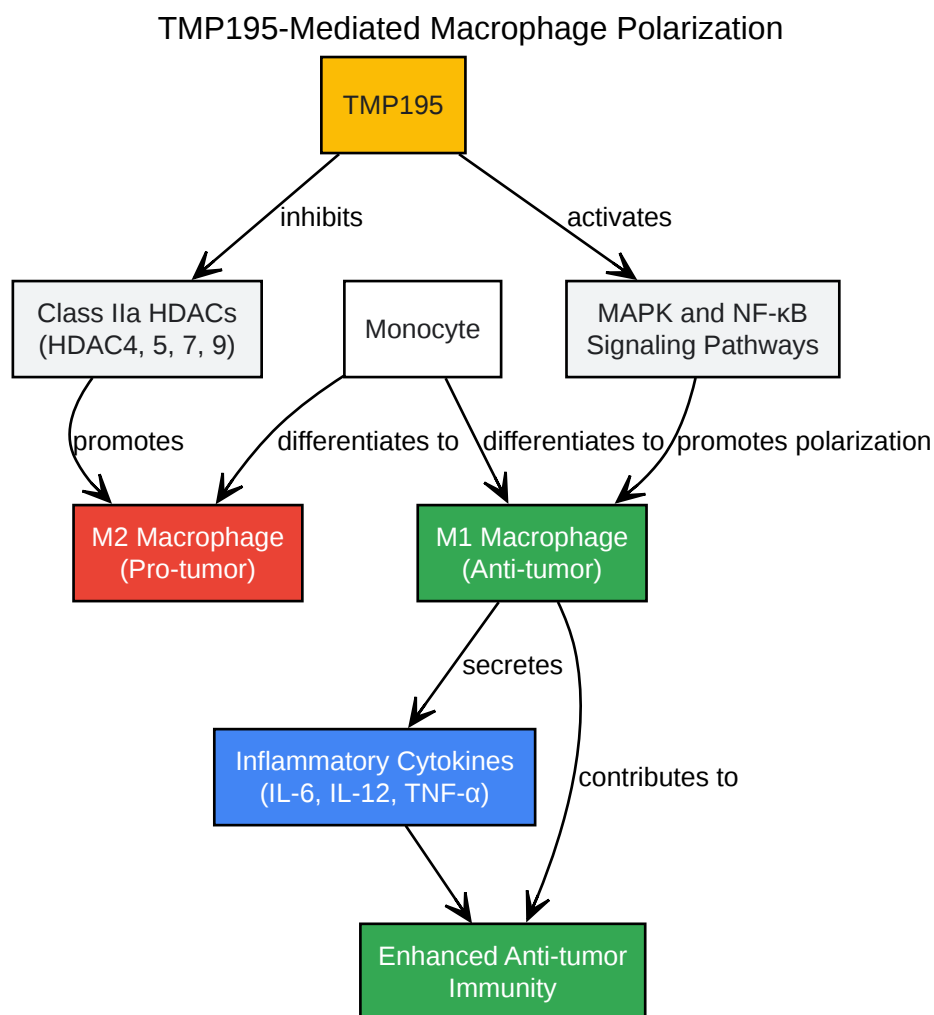 TMP195-Mediated Macrophage Polarization
TMP195
inhibits
activates
Class IIa HDACs
(HDAC4, 5, 7, 9)
Monocyte
MAPK and NF-κB
Signaling Pathways
promotes
differentiates to
differentiates to
promotes polarization
M2 Macrophage
(Pro-tumor)
M1 Macrophage
(Anti-tumor)
secretes
Inflammatory Cytokines
(IL-6, IL-12, TNF-α)
contributes to
Enhanced Anti-tumor
Immunity